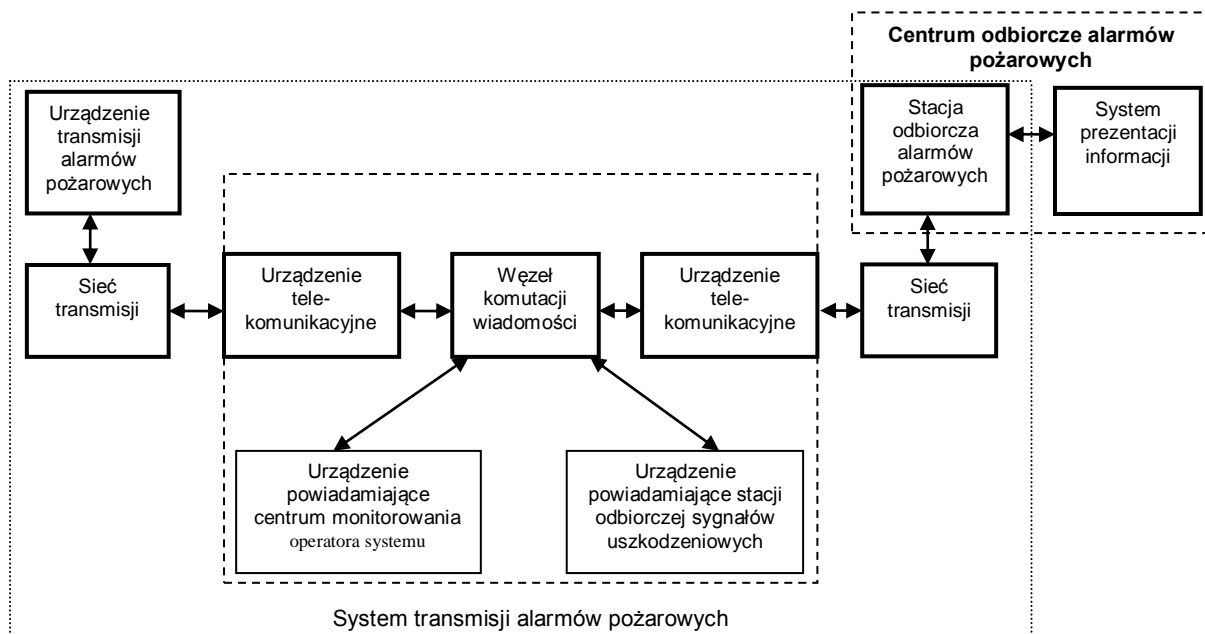 Centrum odbiorcze alarmów
pożarowych
Urządzenie
transmisji
alarmów
pożarowych
Stacja
odbiorcza
alarmów
pożarowych
System
prezentacji
informacji
Sieć
transmisji
Urządzenie
tele-
komunikacyjne
Węzeł
komutacji
wiadomości
Urządzenie
tele-
komunikacyjne
Sieć
transmisji
Urządzenie
powiadamiające
centrum monitorowania
operatora systemu
Urządzenie
powiadamiające stacji
odbiorczej sygnałów
uszkodzeniowych
System transmisji alarmów pożarowych